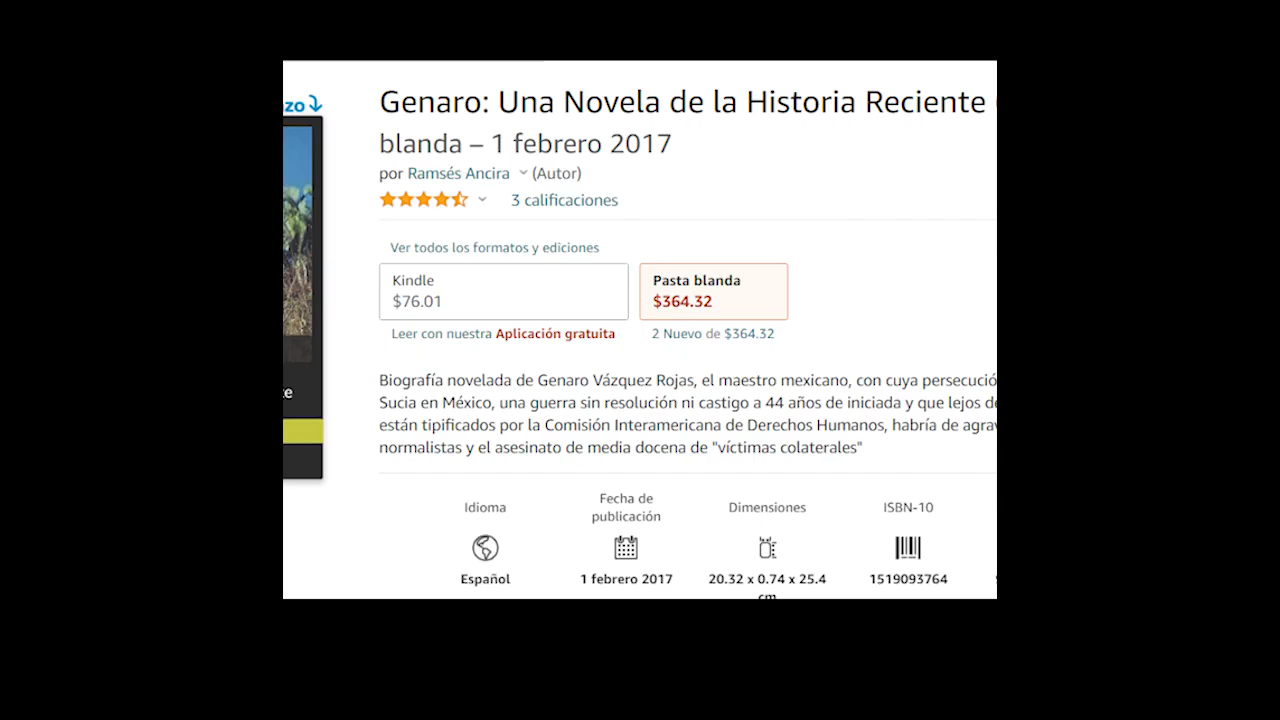 zo
Genaro: Una Novela de la Historia Reciente
blanda – 1 febrero 2017
por Ramsés Ancira (Autor)
3 calificaciones
Ver todos los formatos y ediciones
Kindle
$76.01
Pasta blanda
$364.32
Leer con nuestra Aplicación gratuita
2 Nuevo de $364.32
Biografía novelada de Genaro Vázquez Rojas, el maestro mexicano, con cuya persecució
Sucia en México, una guerra sin resolución ni castigo a 44 años de iniciada y que lejos de
están tipificados por la Comisión Interamericana de Derechos Humanos, habría de agra
normalistas y el asesinato de media docena de "víctimas colaterales"
Idioma
Español
Fecha de
publicación
1 febrero 2017
Dimensiones
20.32 x 0.74 x 25.4
cm
ISBN-10
1519093764